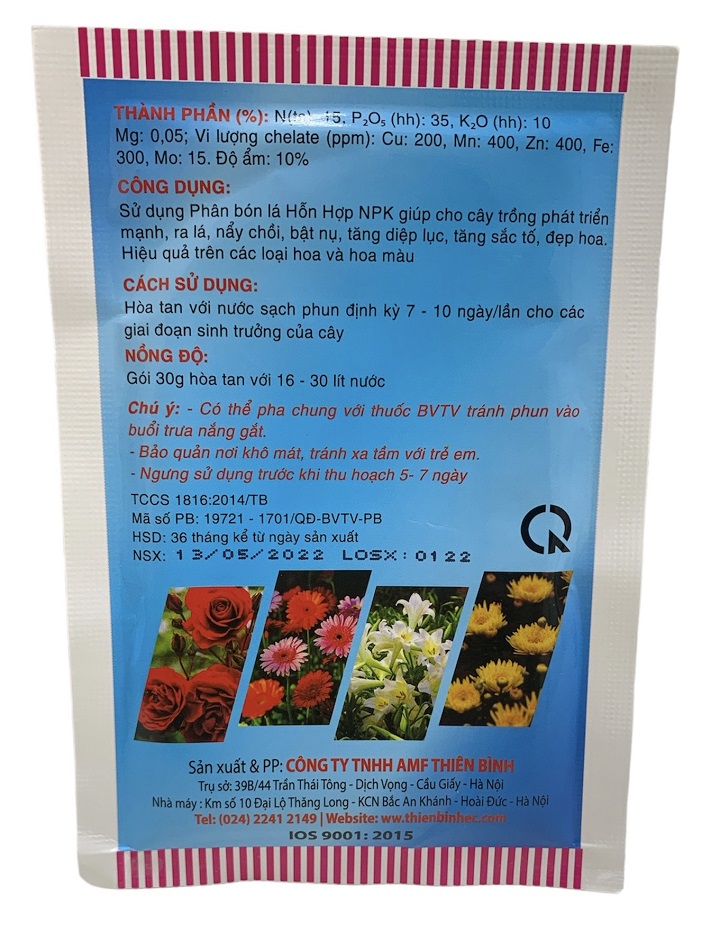 THÀNH PHẦN (%): N(ts): 15, P₂O₅ (hh): 35, K₂O (hh): 10
Mg: 0,05; Vi lượng chelate (ppm): Cu: 200, Mn: 400, Zn: 400, Fe:
300, Mo: 15. Độ ẩm: 10%
CÔNG DỤNG:
Sử dụng Phân bón lá Hỗn Hợp NPK giúp cho cây trồng phát triển
mạnh, ra lá, nẩy chồi, bật nụ, tăng diệp lục, tăng sắc tố, đẹp hoa.
Hiệu quả trên các loại hoa và hoa màu
CÁCH SỬ DỤNG:
Hòa tan với nước sạch phun định kỳ 7 - 10 ngày/lần cho các
giai đoạn sinh trưởng của cây
NỒNG ĐỘ:
Gói 30g hòa tan với 16 - 30 lít nước
Chú ý: - Có thể pha chung với thuốc BVTV tránh phun vào
buổi trưa nắng gắt.
- Bảo quản nơi khô mát, tránh xa tầm với trẻ em.
- Ngưng sử dụng trước khi thu hoạch 5- 7 ngày
TCCS 1816:2014/TB
Mã số PB: 19721 - 1701/QĐ-BVTV-PB
HSD: 36 tháng kể từ ngày sản xuất
NSX: 13/05/2022 LOSX:0122
Sản xuất & PP: CÔNG TY TNHH AMF THIÊN BÌNH
Trụ sở: 39B/44 Trần Thái Tông - Dịch Vọng - Cầu Giấy - Hà Nội
Nhà máy : Km số 10 Đại Lộ Thăng Long - KCN Bắc An Khánh - Hoài Đức - Hà Nội
Tel: (024) 2241 2149 | Website: ww.thienbinhec.com
IOS 9001: 2015